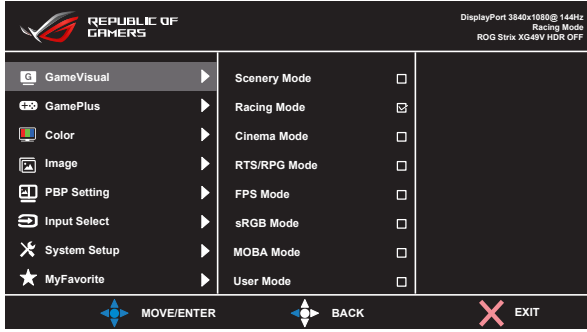 REPUBLIC OF
GAMERS
DisplayPort 3840x1080@ 144Hz
Racing Mode
ROG Strix XG49V HDR OFF
G GameVisual
GamePlus
Color
Image
PBP Setting
Input Select
System Setup
MyFavorite
Scenery Mode
Racing Mode
Cinema Mode
RTS/RPG Mode
FPS Mode
sRGB Mode
MOBA Mode
User Mode
MOVE/ENTER
BACK
EXIT